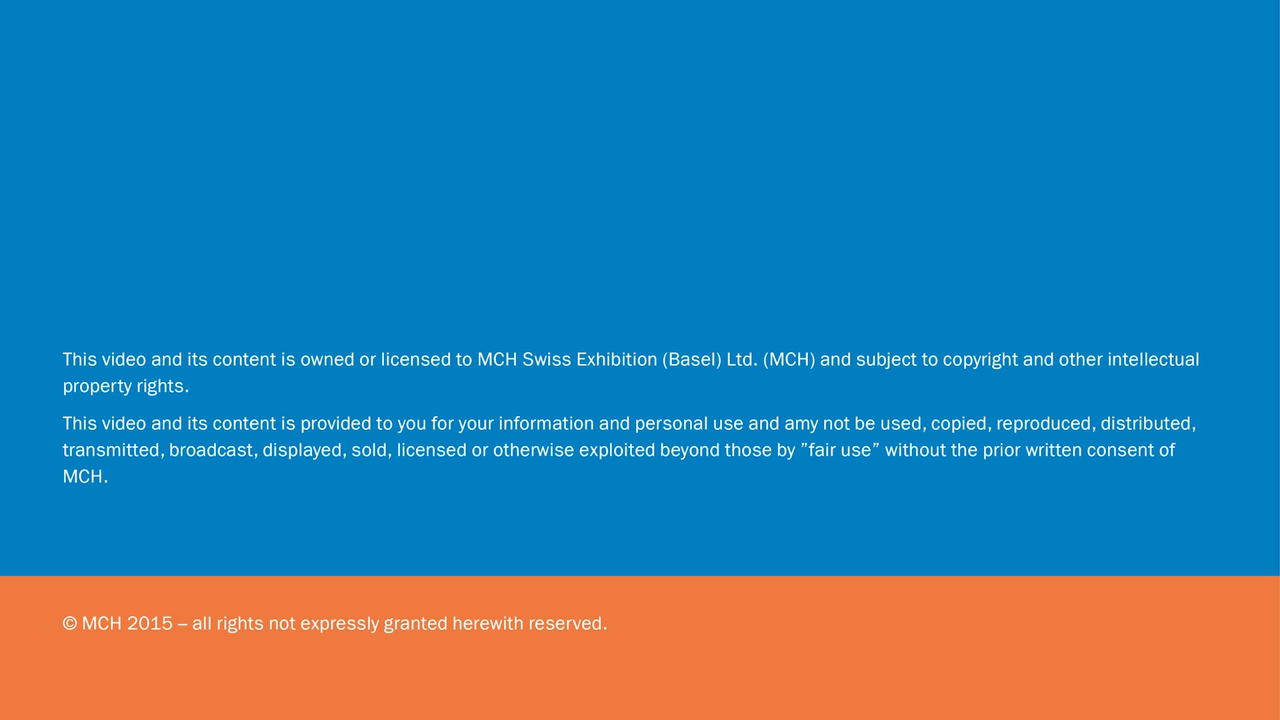 This video and its content is owned or licensed to MCH Swiss Exhibition (Basel) Ltd. (MCH) and subject to copyright and other intellectual
property rights.
This video and its content is provided to you for your information and personal use and amy not be used, copied, reproduced, distributed,
transmitted, broadcast, displayed, sold, licensed or otherwise exploited beyond those by ”fair use” without the prior written consent of
MCH.
© MCH 2015 – all rights not expressly granted herewith reserved.